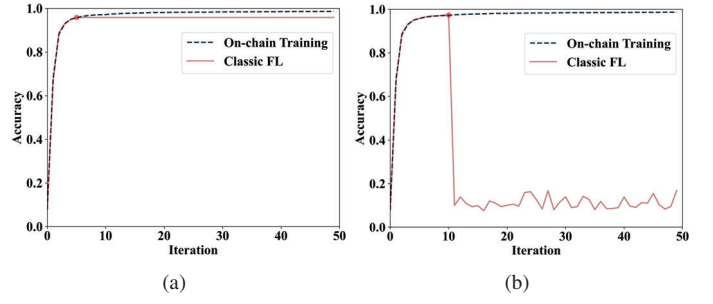 1.0
0.8
0.6
0.4
0.2
0.0
Accuracy
On-chain Training
Classic FL
0 10 20 30 40 50
Iteration
(a)
1.0
0.8
0.6
0.4
0.2
0.0
Accuracy
On-chain Training
Classic FL
0 10 20 30 40 50
Iteration
(b)